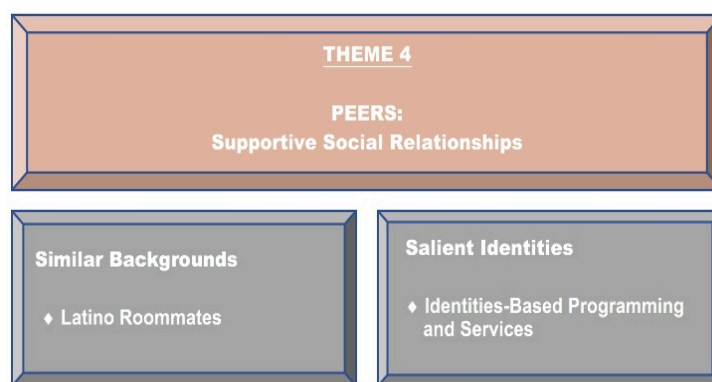 THEME 4
PEERS:
Supportive Social Relationships
Similar Backgrounds
♦ Latino Roommates
Salient Identities
♦ Identities-Based Programming
and Services